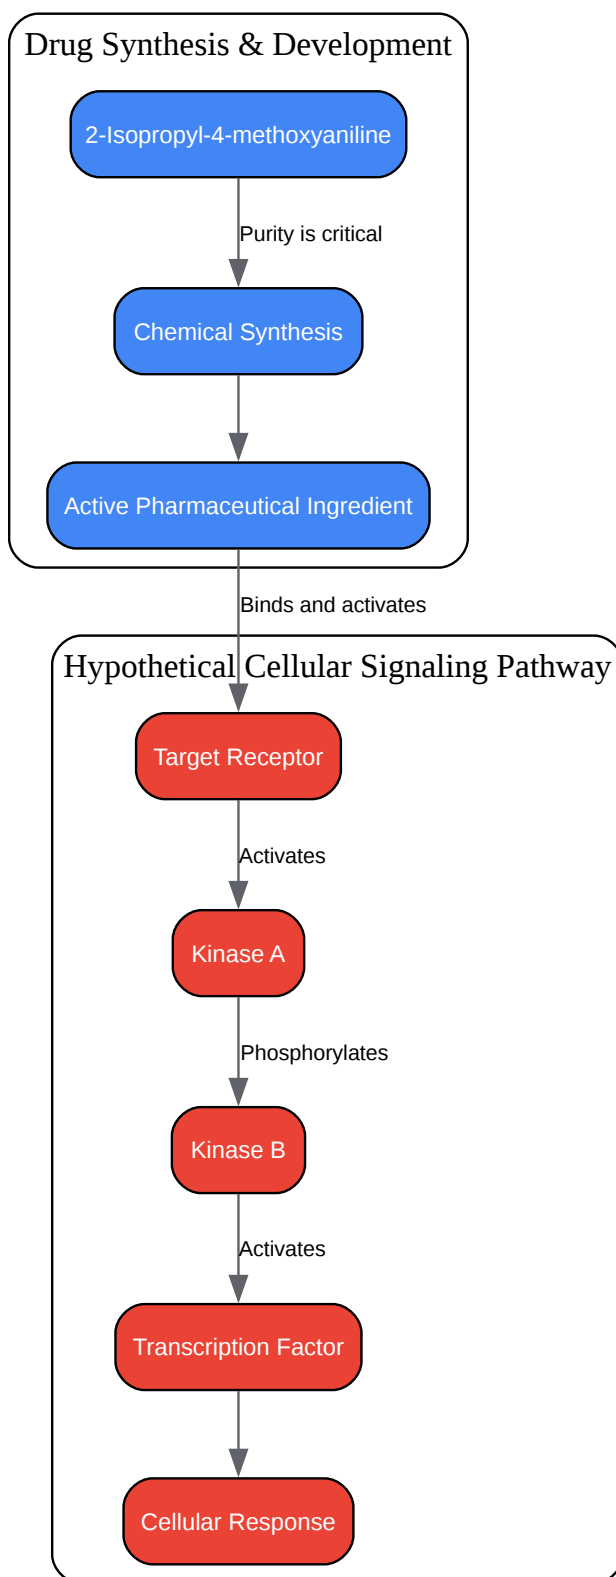 Drug Synthesis & Development
2-Isopropyl-4-methoxyaniline
Purity is critical
Chemical Synthesis
Active Pharmaceutical Ingredient
Binds and activates
Hypothetical Cellular Signaling Pathway
Target Receptor
Activates
Kinase A
Phosphorylates
Kinase B
Activates
Transcription Factor
Cellular Response